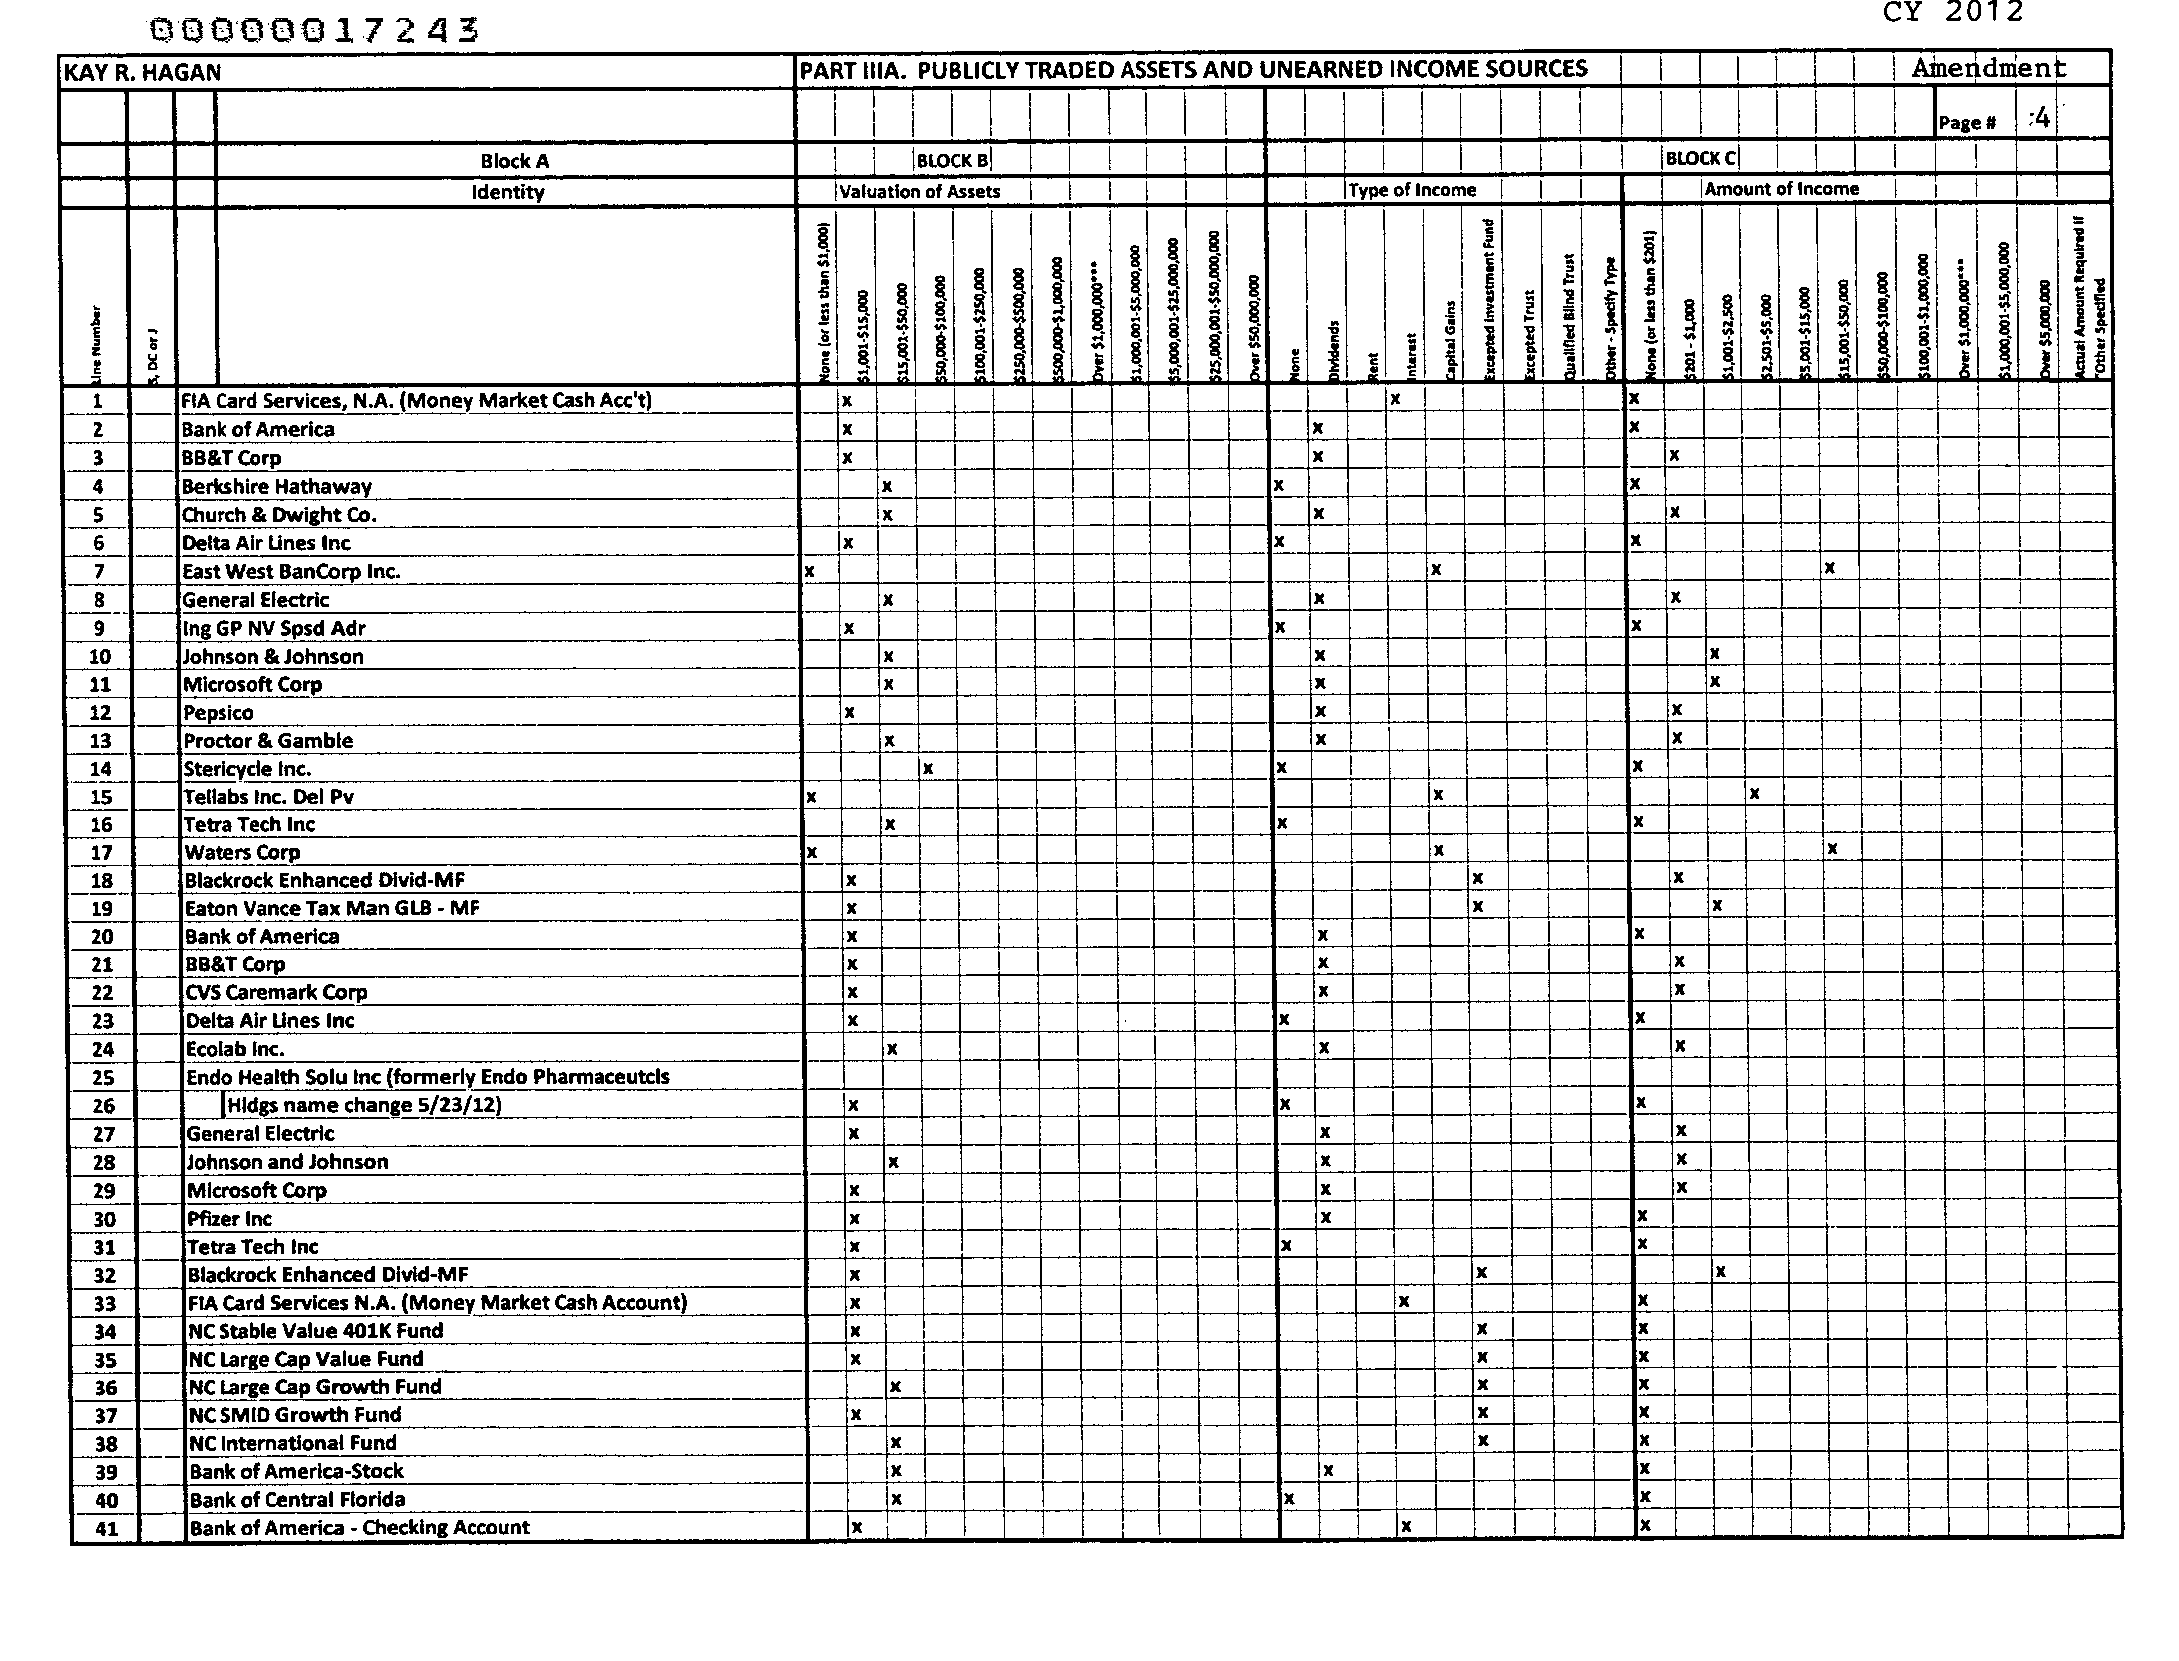 00000017243
CY 2012
KAY R. HAGAN PART IIIA. PUBLICLY TRADED ASSETS AND UNEARNED INCOME SOURCES Amendment
Page # 4
Block A BLOCK B BLOCK C
Identity Valuation of Assets Type of Income Amount of Income
Line Number
S, DC or J
None (or less than $1,000)
$1,001-$15,000
$15,001-$50,000
$50,000-$100,000
$100,001-$250,000
$250,000-$500,000
$500,000-$1,000,000
Over $1,000,000***
$1,000,001-$5,000,000
$5,000,001-$25,000,000
$25,000,001-$50,000,000
Over $50,000,000
None
Dividends
Rent
Interest
Capital Gains
Excepted Investment Fund
Excepted Trust
Qualified Blind Trust
Other - Specify Type
None (or less than $201)
$201 - $1,000
$1,001-$2,500
$2,501-$5,000
$5,001-$15,000
$15,001-$50,000
$50,000-$100,000
$100,001-$1,000,000
Over $1,000,000***
$1,000,001-$5,000,000
Over $5,000,000
Actual Amount Required if
"Other Specified
1 FIA Card Services, N.A. (Money Market Cash Acc't) x x x
2 Bank of America x x x
3 BB&T Corp x x x
4 Berkshire Hathaway x x x
5 Church & Dwight Co. x x x
6 Delta Air Lines Inc x x x
7 East West BanCorp Inc. x x x
8 General Electric x x x
9 Ing GP NV Spsd Adr x x x
10 Johnson & Johnson x x x
11 Microsoft Corp x x x
12 Pepsico x x x
13 Proctor & Gamble x x x
14 Stericycle Inc. x x x
15 Tellabs Inc. Del Pv x x x
16 Tetra Tech Inc x x x
17 Waters Corp x x x
18 Blackrock Enhanced Divid-MF x x x
19 Eaton Vance Tax Man GLB - MF x x x
20 Bank of America x x x
21 BB&T Corp x x x
22 CVS Caremark Corp x x x
23 Delta Air Lines Inc x x x
24 Ecolab Inc. x x x
25 Endo Health Solu Inc (formerly Endo Pharmaceutcls
26 Hldgs name change 5/23/12) x x x
27 General Electric x x x
28 Johnson and Johnson x x x
29 Microsoft Corp x x x
30 Pfizer Inc x x x
31 Tetra Tech Inc x x x
32 Blackrock Enhanced Divid-MF x x x
33 FIA Card Services N.A. (Money Market Cash Account) x x x
34 NC Stable Value 401K Fund x x x
35 NC Large Cap Value Fund x x x
36 NC Large Cap Growth Fund x x x
37 NC SMID Growth Fund x x x
38 NC International Fund x x x
39 Bank of America-Stock x x x
40 Bank of Central Florida x x x
41 Bank of America - Checking Account x x x